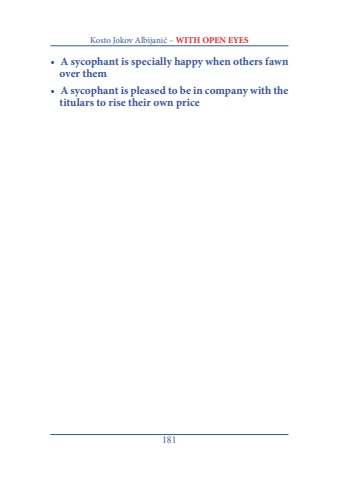 Kosto Jokov Albijanić – WITH OPEN EYES
• A sycophant is specially happy when others fawn
over them
• A sycophant is pleased to be in company with the
titulars to rise their own price
181